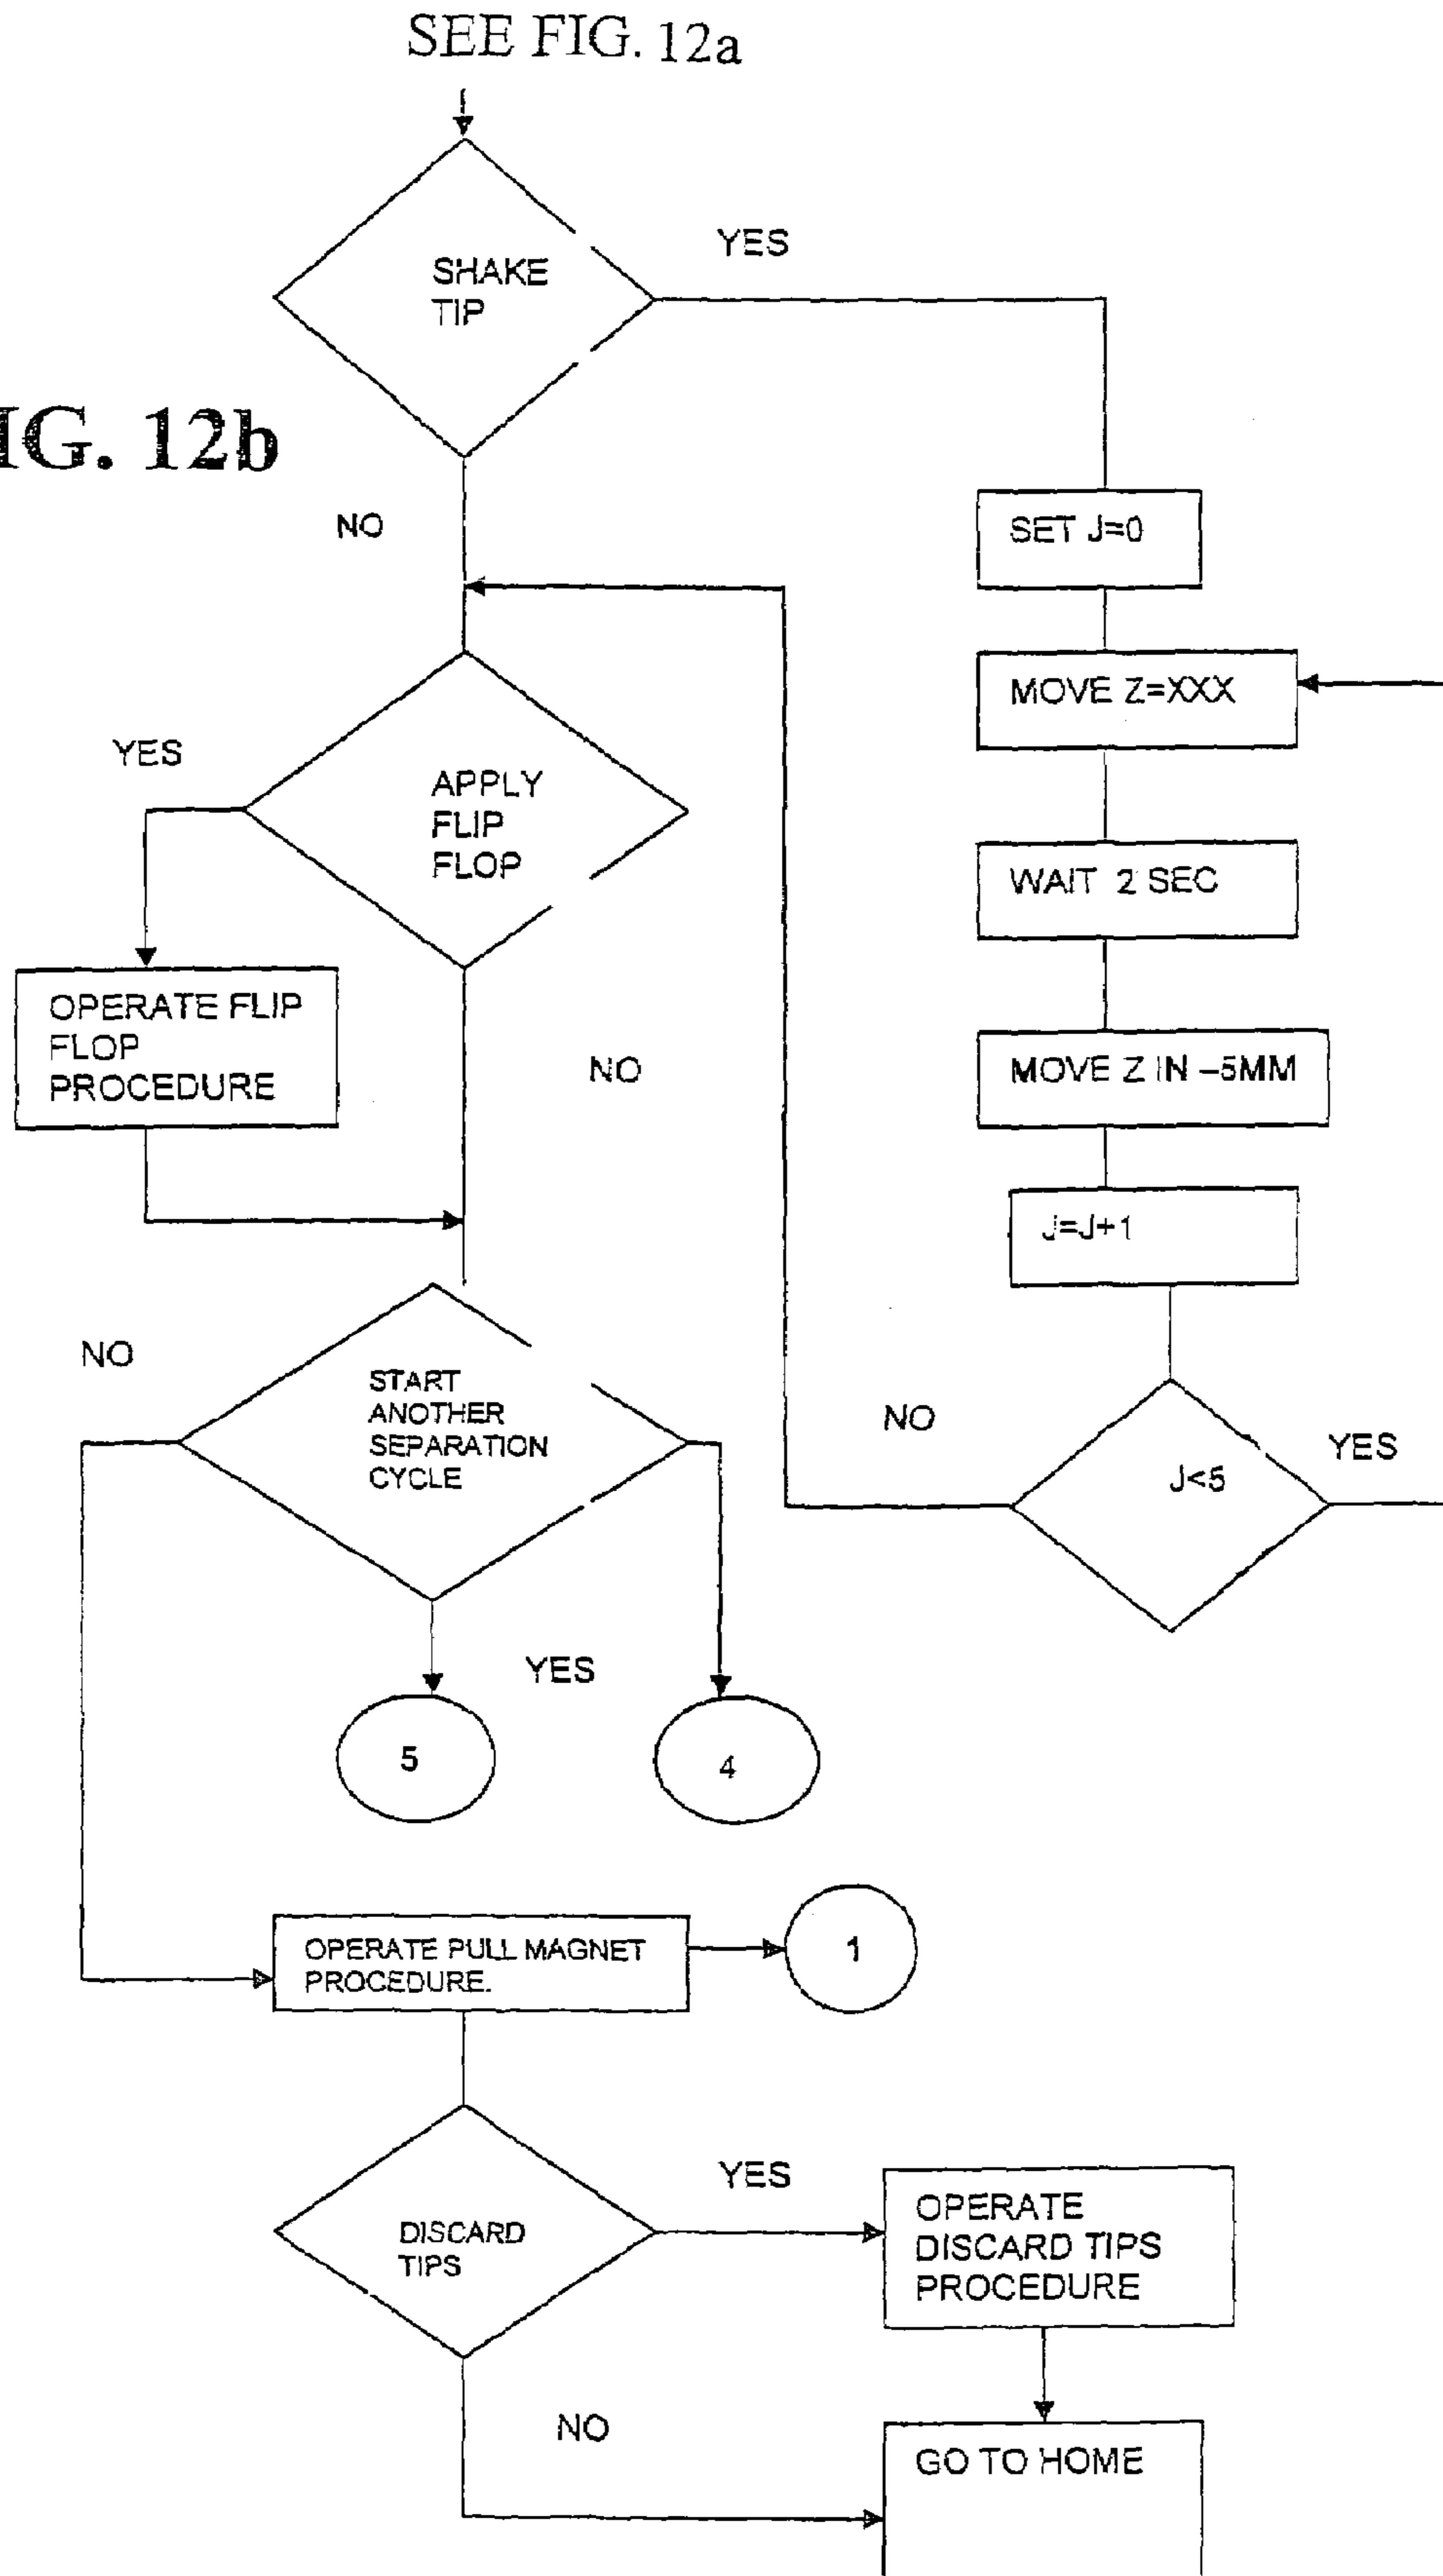 SEE FIG. 12a
SHAKE
TIP
YES
IG. 12b
NO
SET J=0
MOVE Z=XXX
YES
APPLY
FLIP
FLOP
WAIT 2 SEC
OPERATE FLIP
FLOP
PROCEDURE
NO
MOVE Z IN –5MM
J=J+1
NO
START
ANOTHER
SEPARATION
CYCLE
NO
YES
J<5
YES
5
4
OPERATE PULL MAGNET
PROCEDURE.
1
YES
DISCARD
TIPS
OPERATE
DISCARD TIPS
PROCEDURE
NO
GO TO HOME